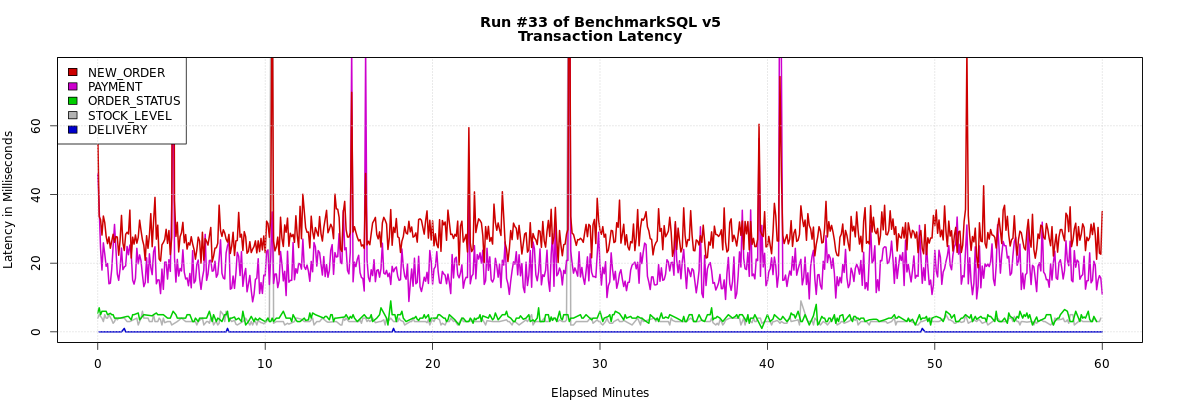 Run #33 of BenchmarkSQL v5
Transaction Latency
NEW_ORDER
PAYMENT
ORDER_STATUS
STOCK_LEVEL
DELIVERY
Latency in Milliseconds
60
40
20
0
0 10 20 30 40 50 60
Elapsed Minutes